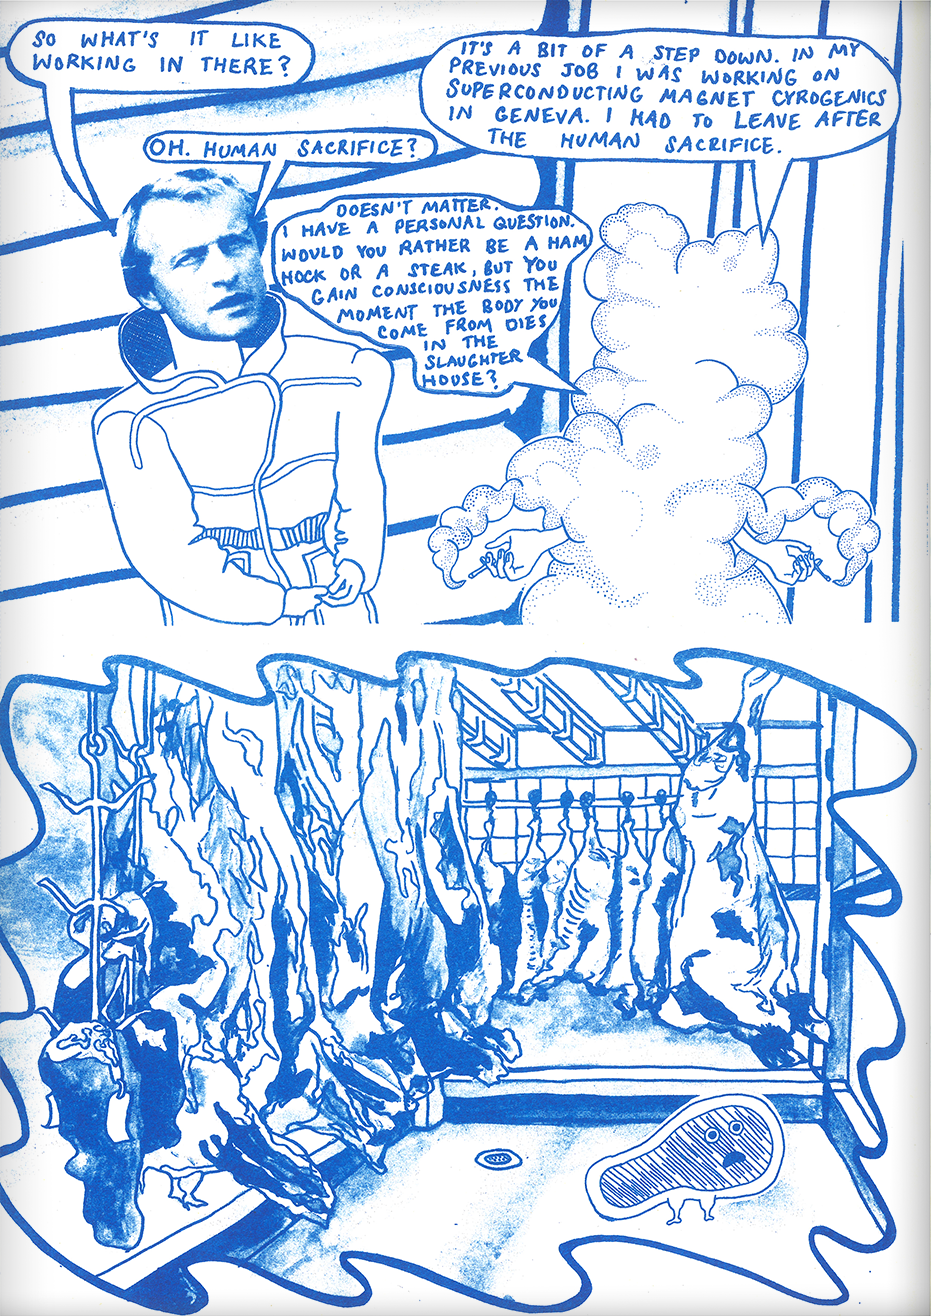 SO WHAT'S IT LIKE
WORKING IN THERE?
IT'S A BIT OF A STEP DOWN. IN MY
PREVIOUS JOB I WAS WORKING ON
SUPERCONDUCTING MAGNET CYROGENICS
IN GENEVA. I HAD TO LEAVE AFTER
THE HUMAN SACRIFICE.
OH. HUMAN SACRIFICE?
DOESN'T MATTER.
I HAVE A PERSONAL QUESTION.
WOULD YOU RATHER BE A HAM
HOCK OR A STEAK, BUT YOU
GAIN CONSCIOUSNESS THE
MOMENT THE BODY YOU
COME FROM DIES
IN THE
SLAUGHTER
HOUSE?